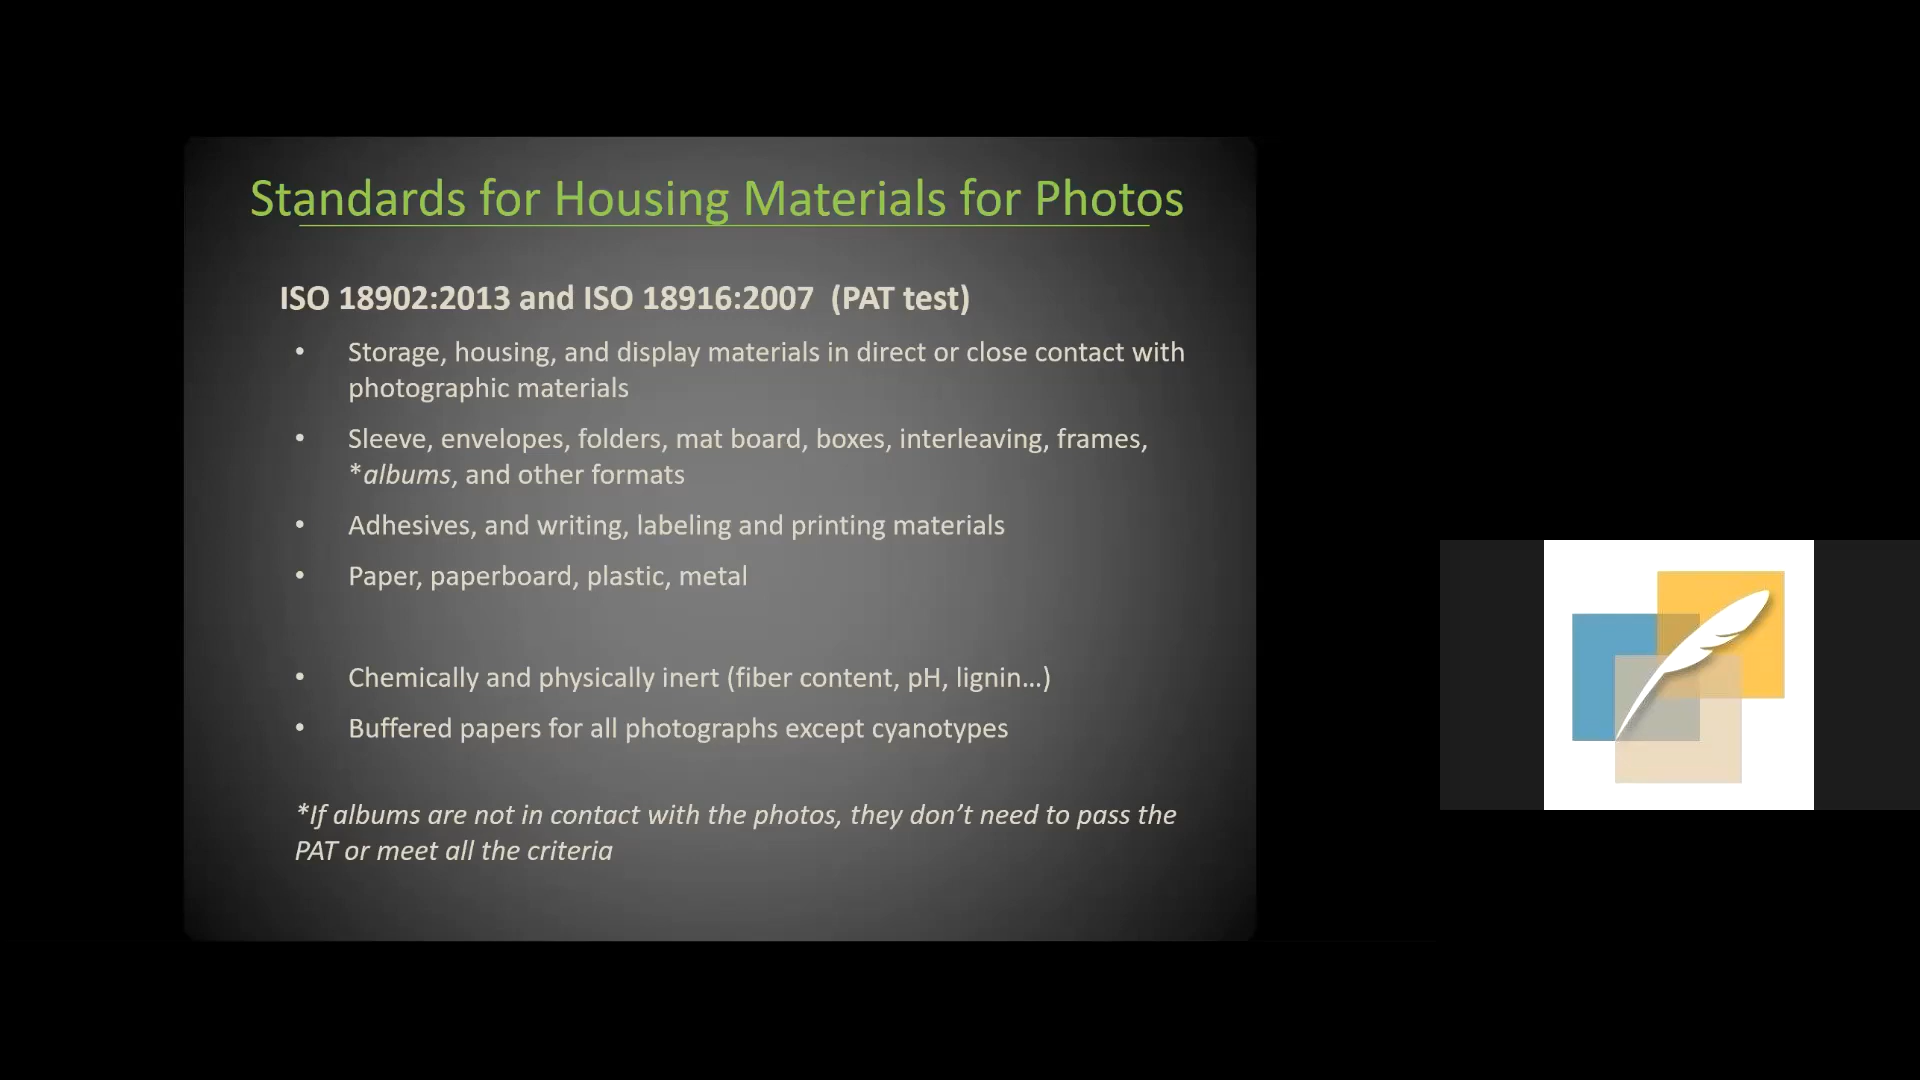 Standards for Housing Materials for Photos
ISO 18902:2013 and ISO 18916:2007 (PAT test)
• Storage, housing, and display materials in direct or close contact with
photographic materials
• Sleeve, envelopes, folders, mat board, boxes, interleaving, frames,
*albums, and other formats
• Adhesives, and writing, labeling and printing materials
• Paper, paperboard, plastic, metal
• Chemically and physically inert (fiber content, pH, lignin...)
• Buffered papers for all photographs except cyanotypes
*If albums are not in contact with the photos, they don’t need to pass the
PAT or meet all the criteria